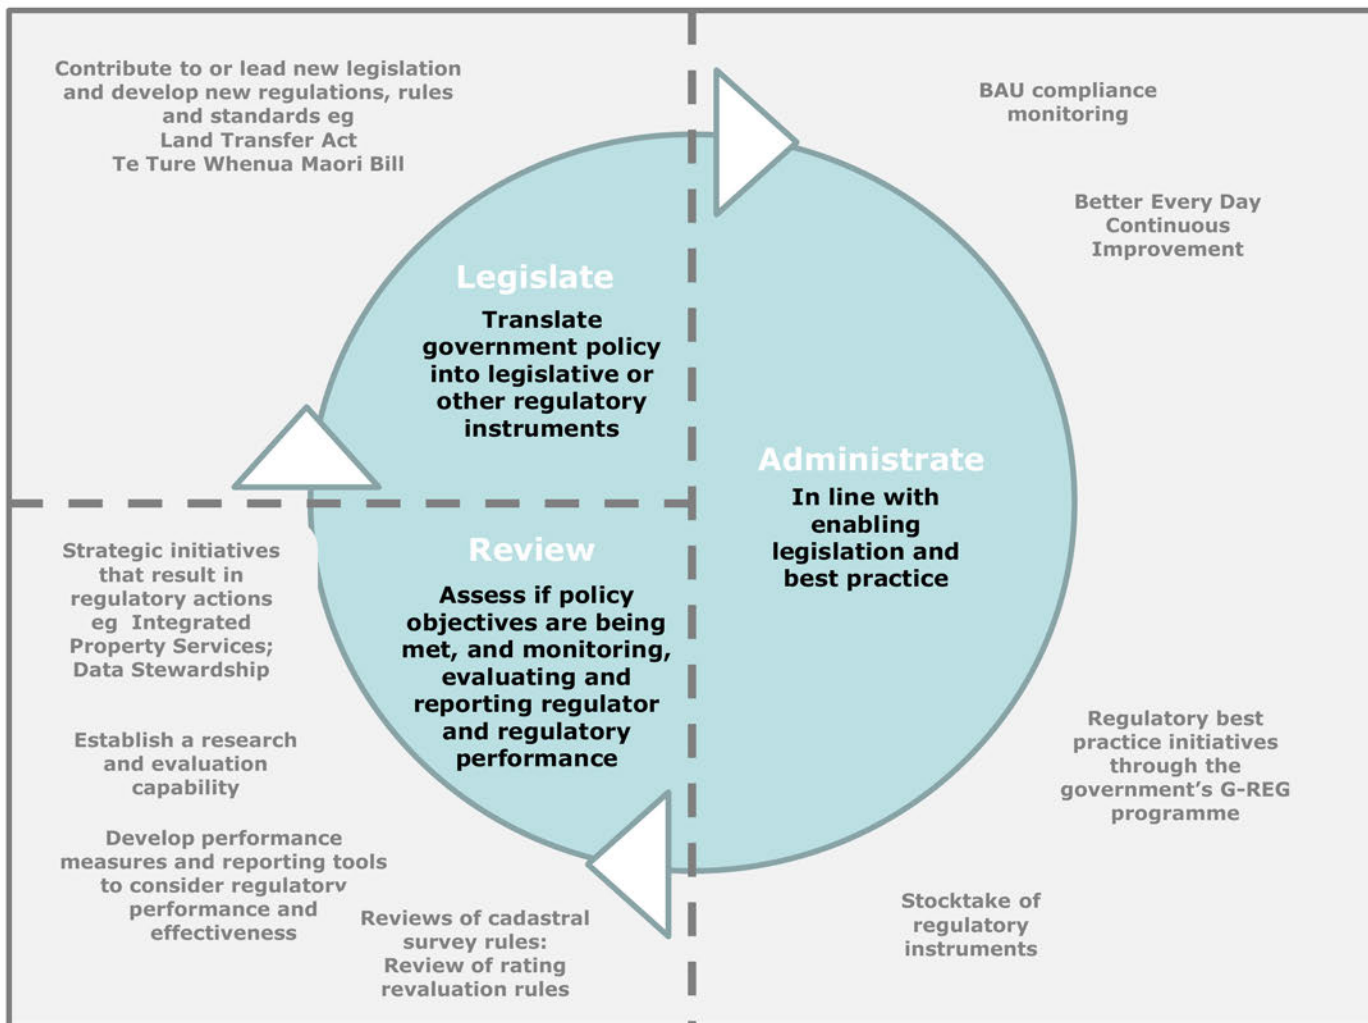 Contribute to or lead new legislation
and develop new regulations, rules
and standards eg
Land Transfer Act
Te Ture Whenua Maori Bill
BAU compliance
monitoring
Better Every Day
Continuous
Improvement
Legislate
Translate
government policy
into legislative or
other regulatory
instruments
Administrate
In line with
enabling
legislation and
best practice
Review
Assess if policy
objectives are being
met, and monitoring,
evaluating and
reporting regulator
and regulatory
performance
Strategic initiatives
that result in
regulatory actions
eg Integrated
Property Services;
Data Stewardship
Establish a research
and evaluation
capability
Develop performance
measures and reporting tools
to consider regulatory
performance and
effectiveness
Reviews of cadastral
survey rules:
Review of rating
revaluation rules
Regulatory best
practice initiatives
through the
government’s G-REG
programme
Stocktake of
regulatory
instruments